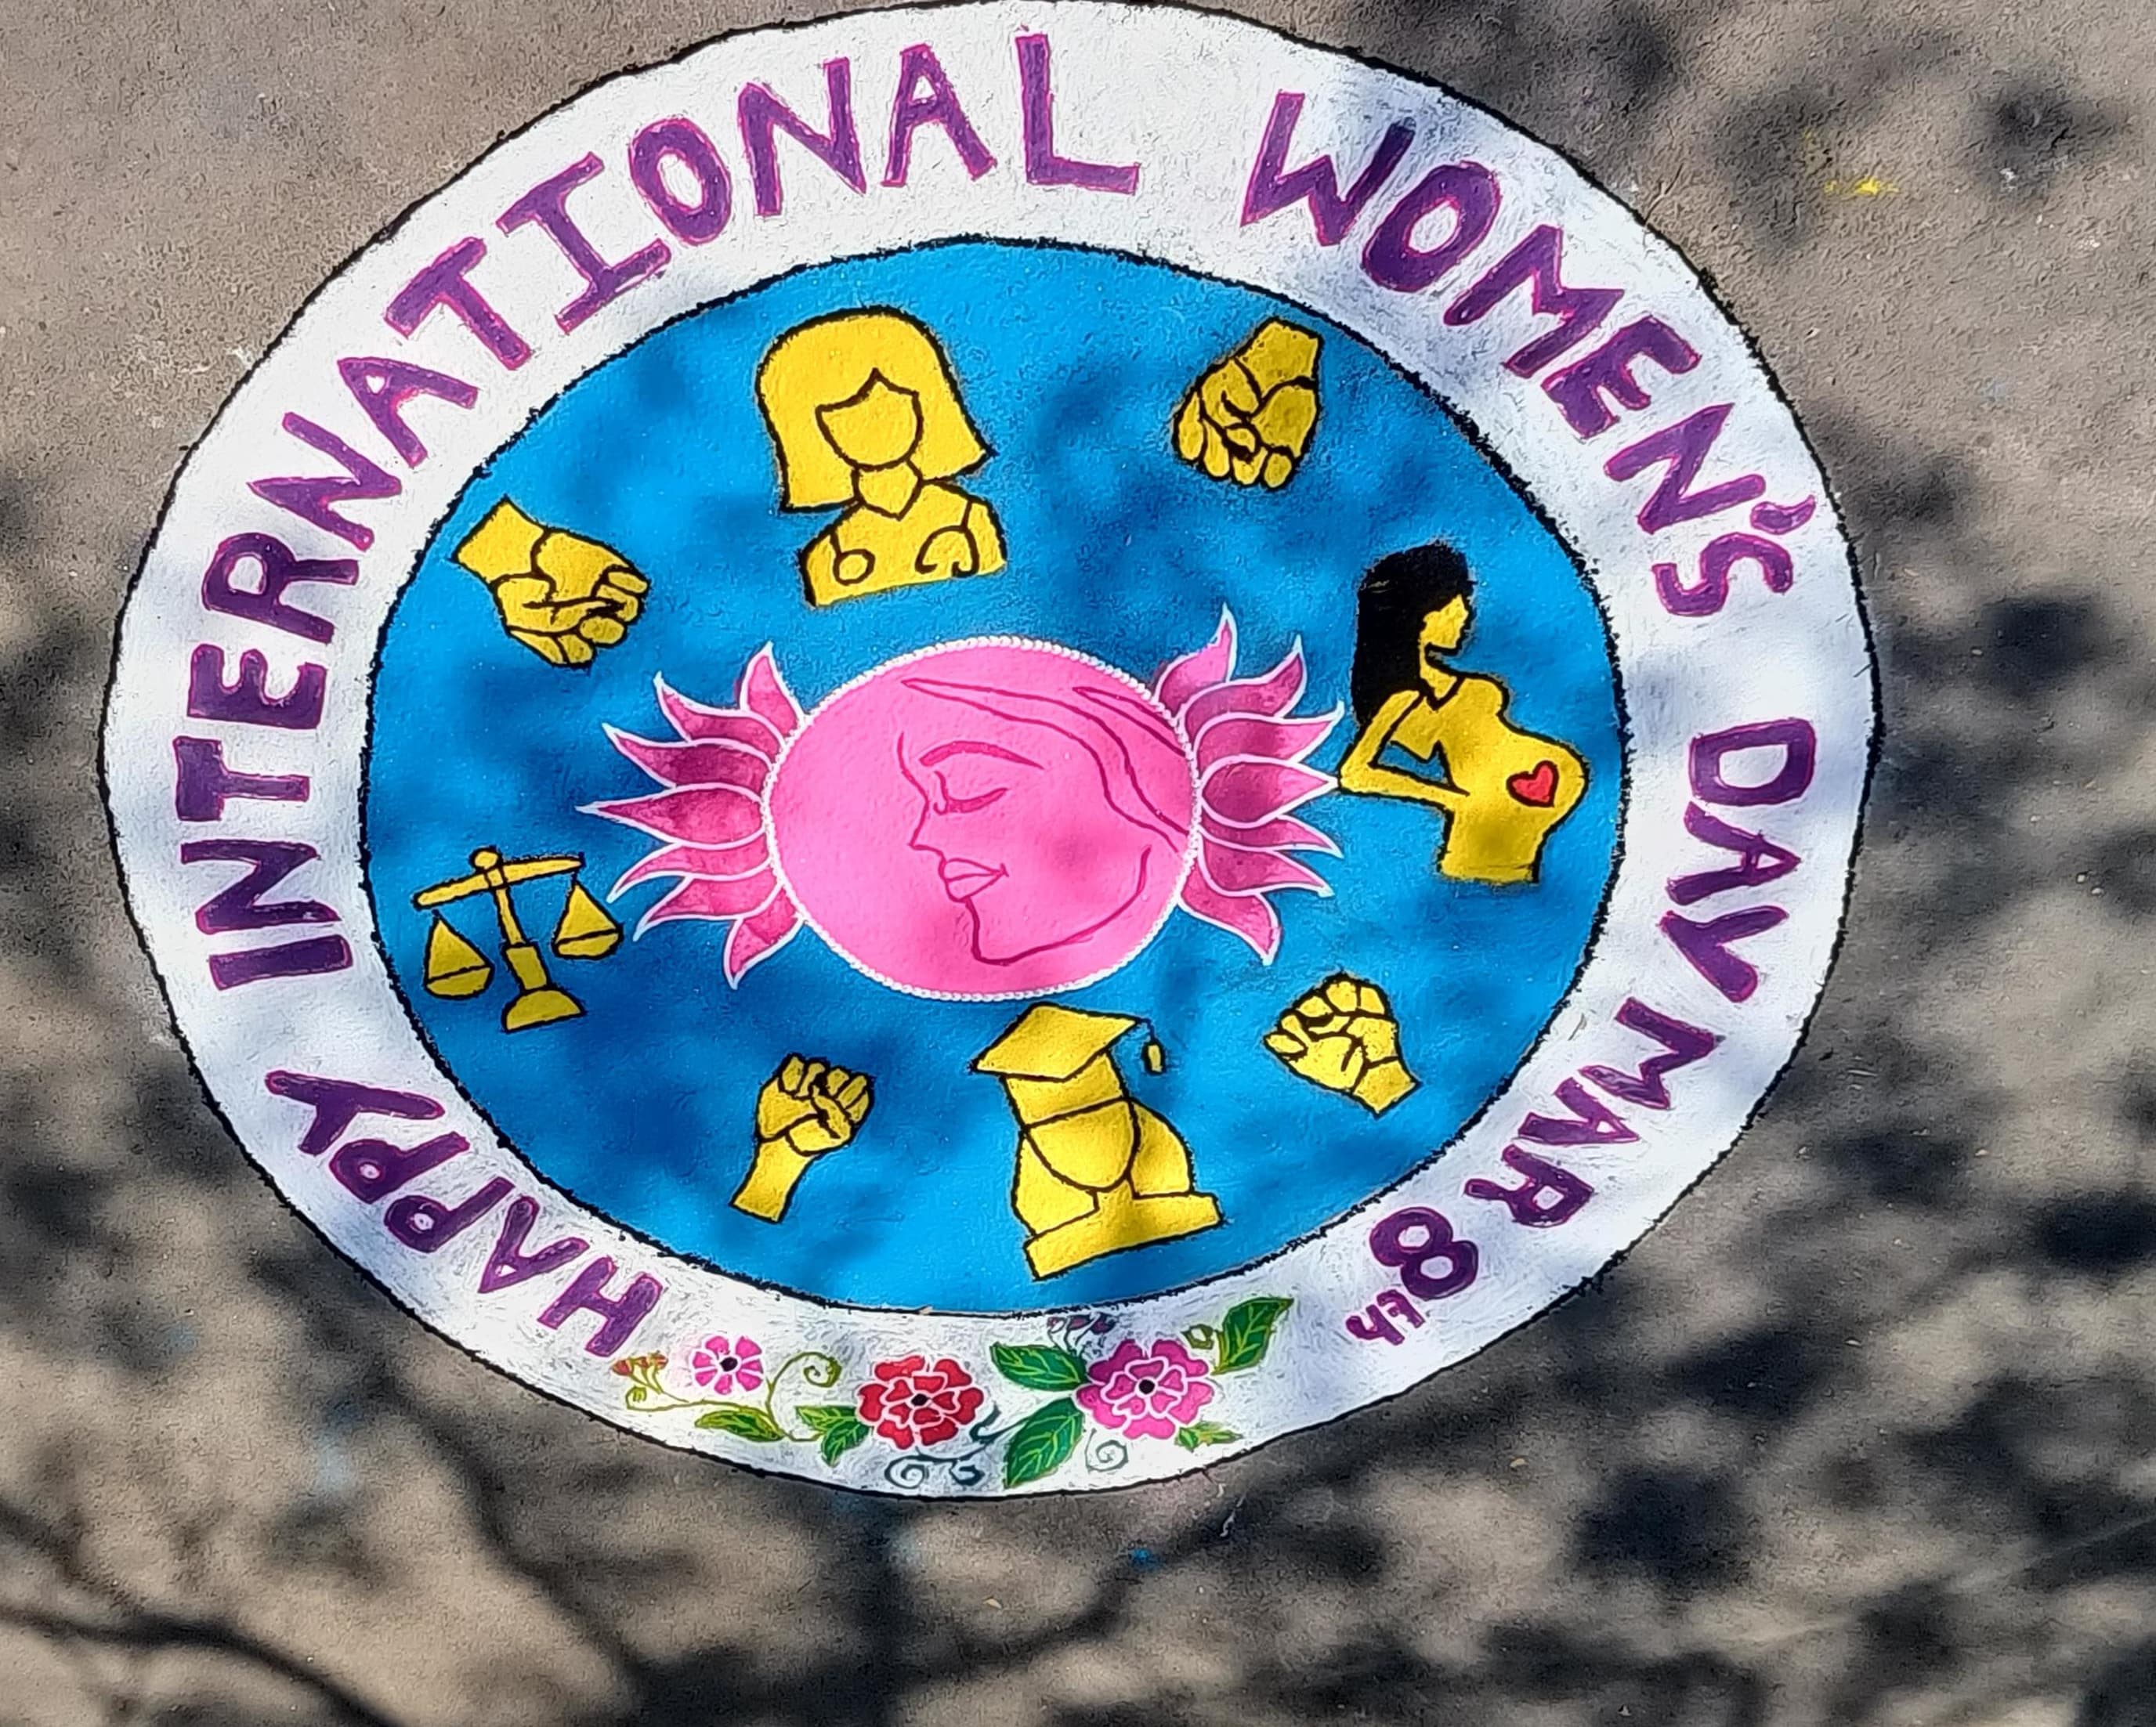 HAPPY INTERNATIONAL WOMEN'S DAY MAR 8TH